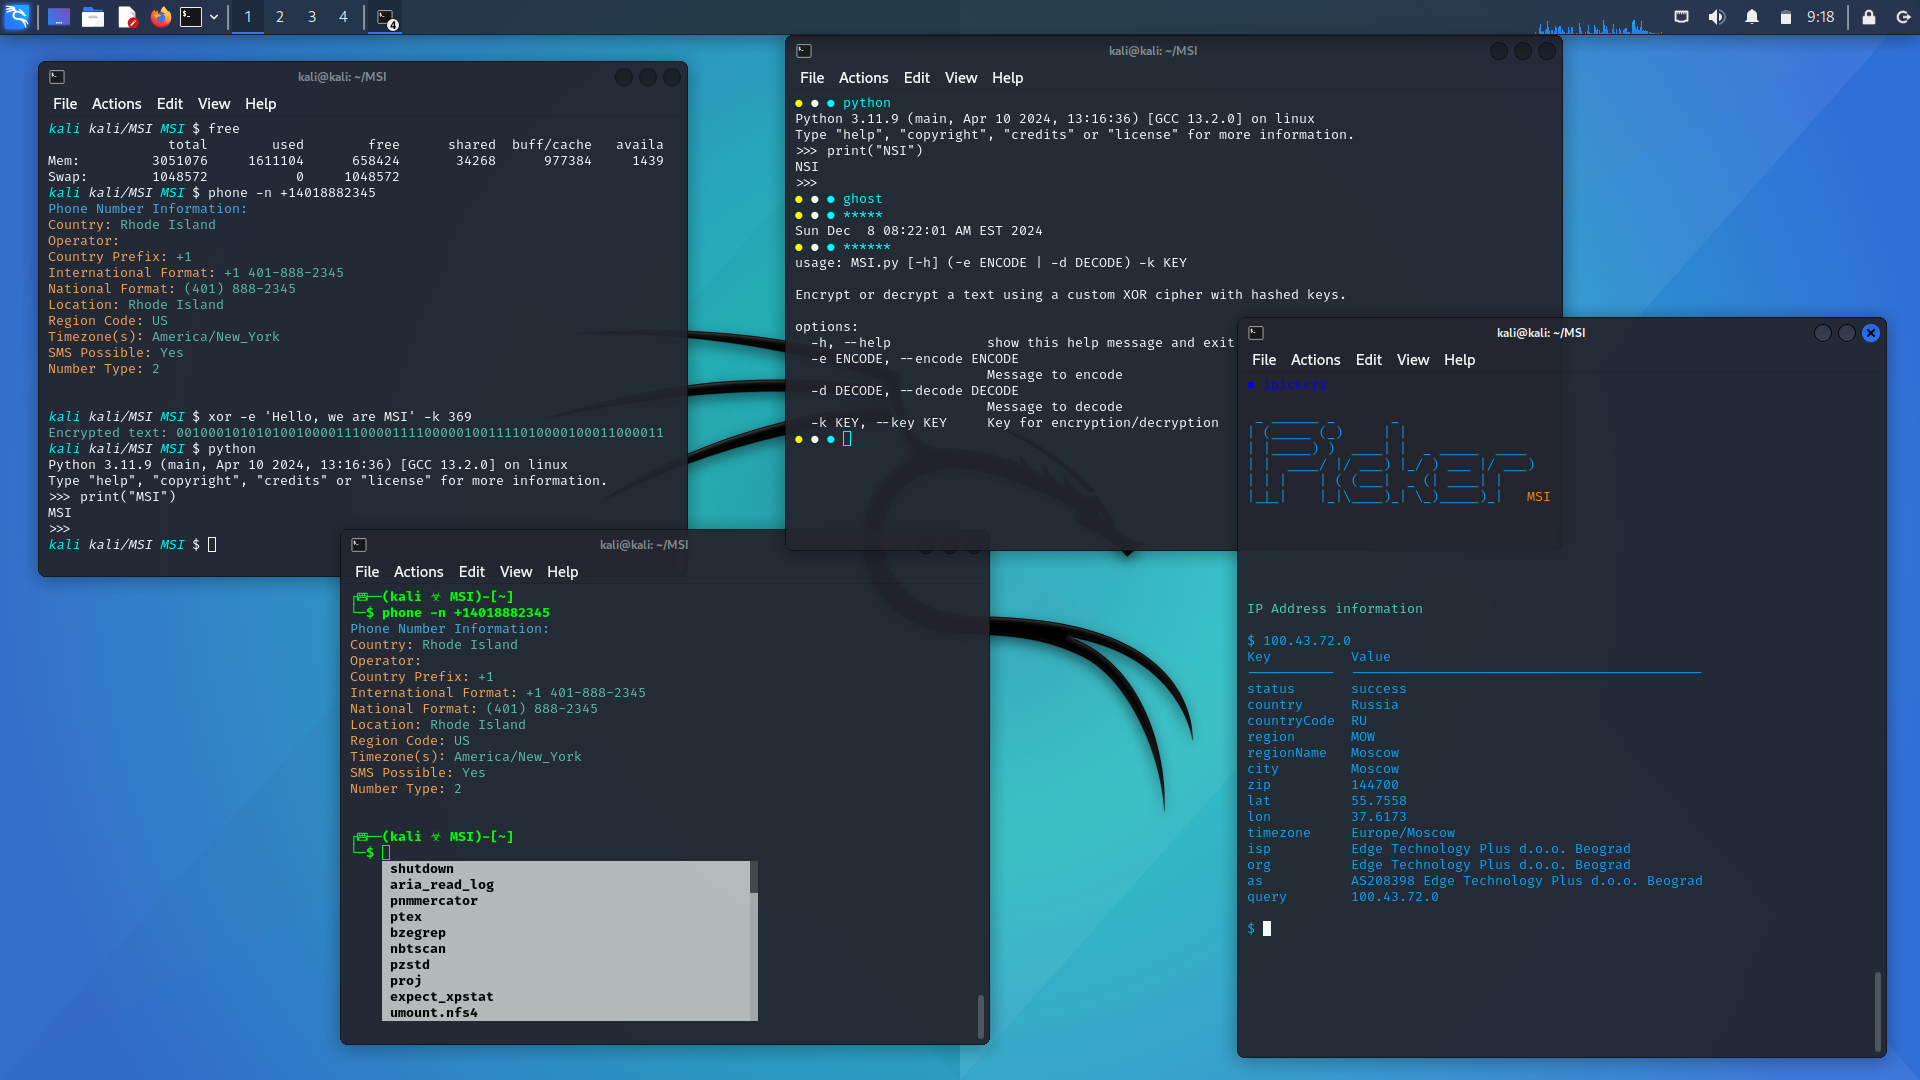 1 2 3 4
4
9:18
kali@kali: ~/MSI
File Actions Edit View Help
kali kali/MSI MSI $ free
total used free shared buff/cache availa
Mem: 3051076 1611104 658424 34268 977384 1439
Swap: 1048572 0 1048572
kali kali/MSI MSI $ phone -n +14018882345
Phone Number Information:
Country: Rhode Island
Operator:
Country Prefix: +1
International Format: +1 401-888-2345
National Format: (401) 888-2345
Location: Rhode Island
Region Code: US
Timezone(s): America/New_York
SMS Possible: Yes
Number Type: 2
kali kali/MSI MSI $ xor -e 'Hello, we are MSI' -k 369
Encrypted text: 0010001010101001000011100001111000001001111010000100011000011
kali kali/MSI MSI $ python
Python 3.11.9 (main, Apr 10 2024, 13:16:36) [GCC 13.2.0] on linux
Type "help", "copyright", "credits" or "license" for more information.
>>> print("MSI")
MSI
>>>
kali kali/MSI MSI $
kali@kali: ~/MSI
File Actions Edit View Help
● ● ● python
Python 3.11.9 (main, Apr 10 2024, 13:16:36) [GCC 13.2.0] on linux
Type "help", "copyright", "credits" or "license" for more information.
>>> print("NSI")
NSI
>>>
● ● ● ghost
● ● ● *****
Sun Dec  8 08:22:01 AM EST 2024
● ● ● ******
usage: MSI.py [-h] (-e ENCODE | -d DECODE) -k KEY
Encrypt or decrypt a text using a custom XOR cipher with hashed keys.
options:
-h, --help show this help message and exit
-e ENCODE, --encode ENCODE
Message to encode
-d DECODE, --decode DECODE
Message to decode
-k KEY, --key KEY Key for encryption/decryption
● ● ●
kali@kali: ~/MSI
File Actions Edit View Help
(kali ☣ MSI)-[~]
$ phone -n +14018882345
Phone Number Information:
Country: Rhode Island
Operator:
Country Prefix: +1
International Format: +1 401-888-2345
National Format: (401) 888-2345
Location: Rhode Island
Region Code: US
Timezone(s): America/New_York
SMS Possible: Yes
Number Type: 2
(kali ☣ MSI)-[~]
$
shutdown
aria_read_log
pnmmercator
ptex
bzegrep
nbtscan
pzstd
proj
expect_xpstat
umount.nfs4
kali@kali: ~/MSI
File Actions Edit View Help
● ipickers
MSI
IP Address information
$ 100.43.72.0
Key Value
status success
country Russia
countryCode RU
region MOW
regionName Moscow
city Moscow
zip 144700
lat 55.7558
lon 37.6173
timezone Europe/Moscow
isp Edge Technology Plus d.o.o. Beograd
org Edge Technology Plus d.o.o. Beograd
as AS208398 Edge Technology Plus d.o.o. Beograd
query 100.43.72.0
$